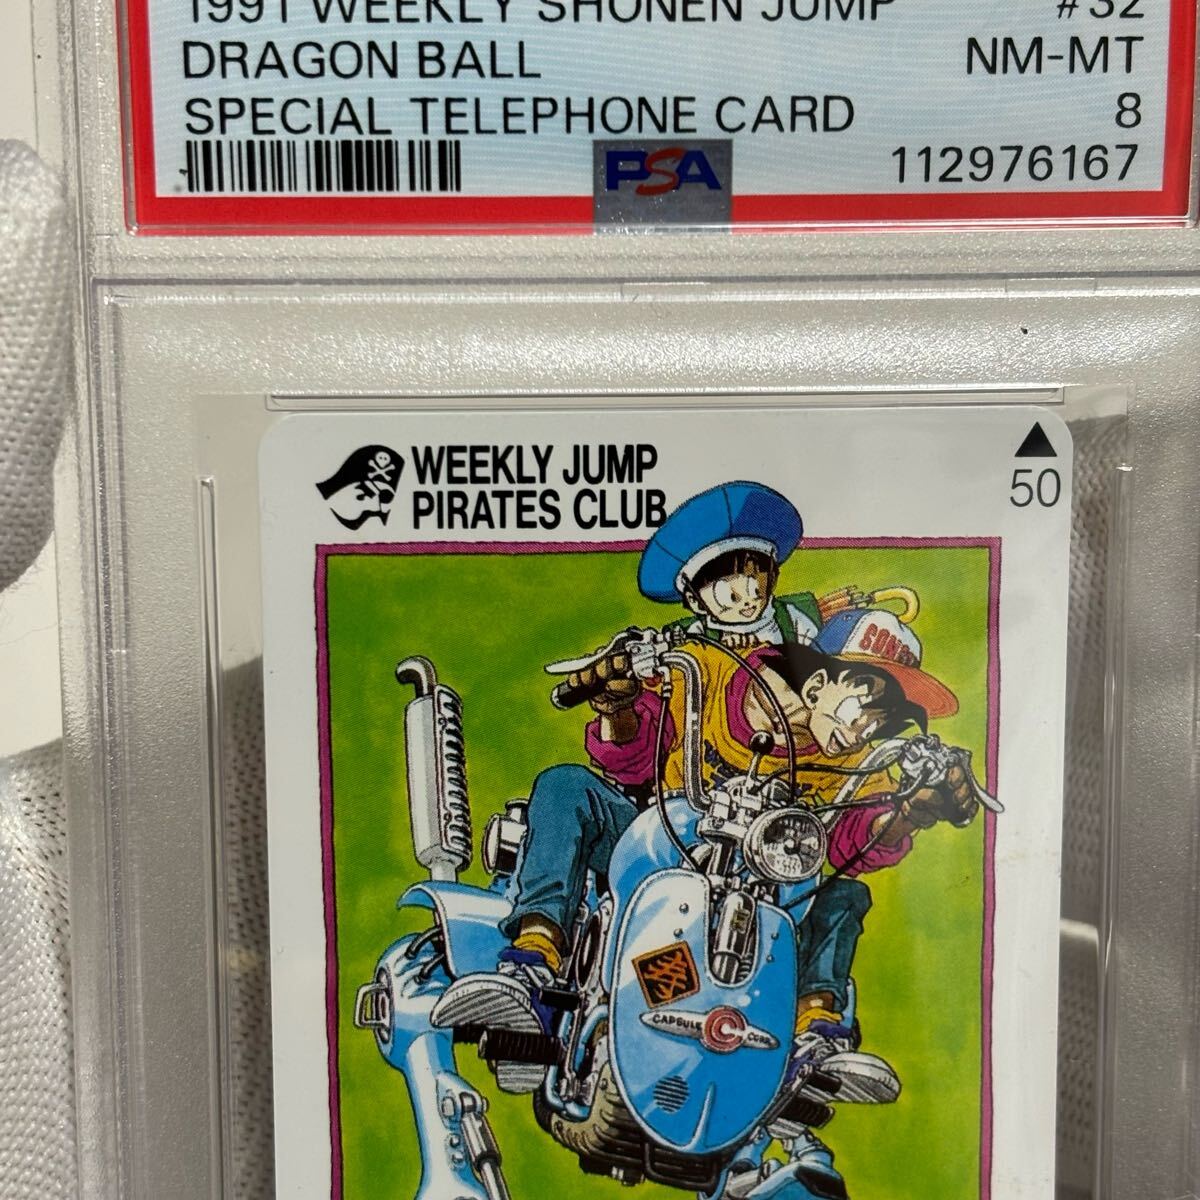 1991 WEEKLY SHONEN JUMP #32
DRAGON BALL NM-MT
SPECIAL TELEPHONE CARD 8
PSA 112976167
WEEKLY JUMP
PIRATES CLUB
50
CAPSULE CORP